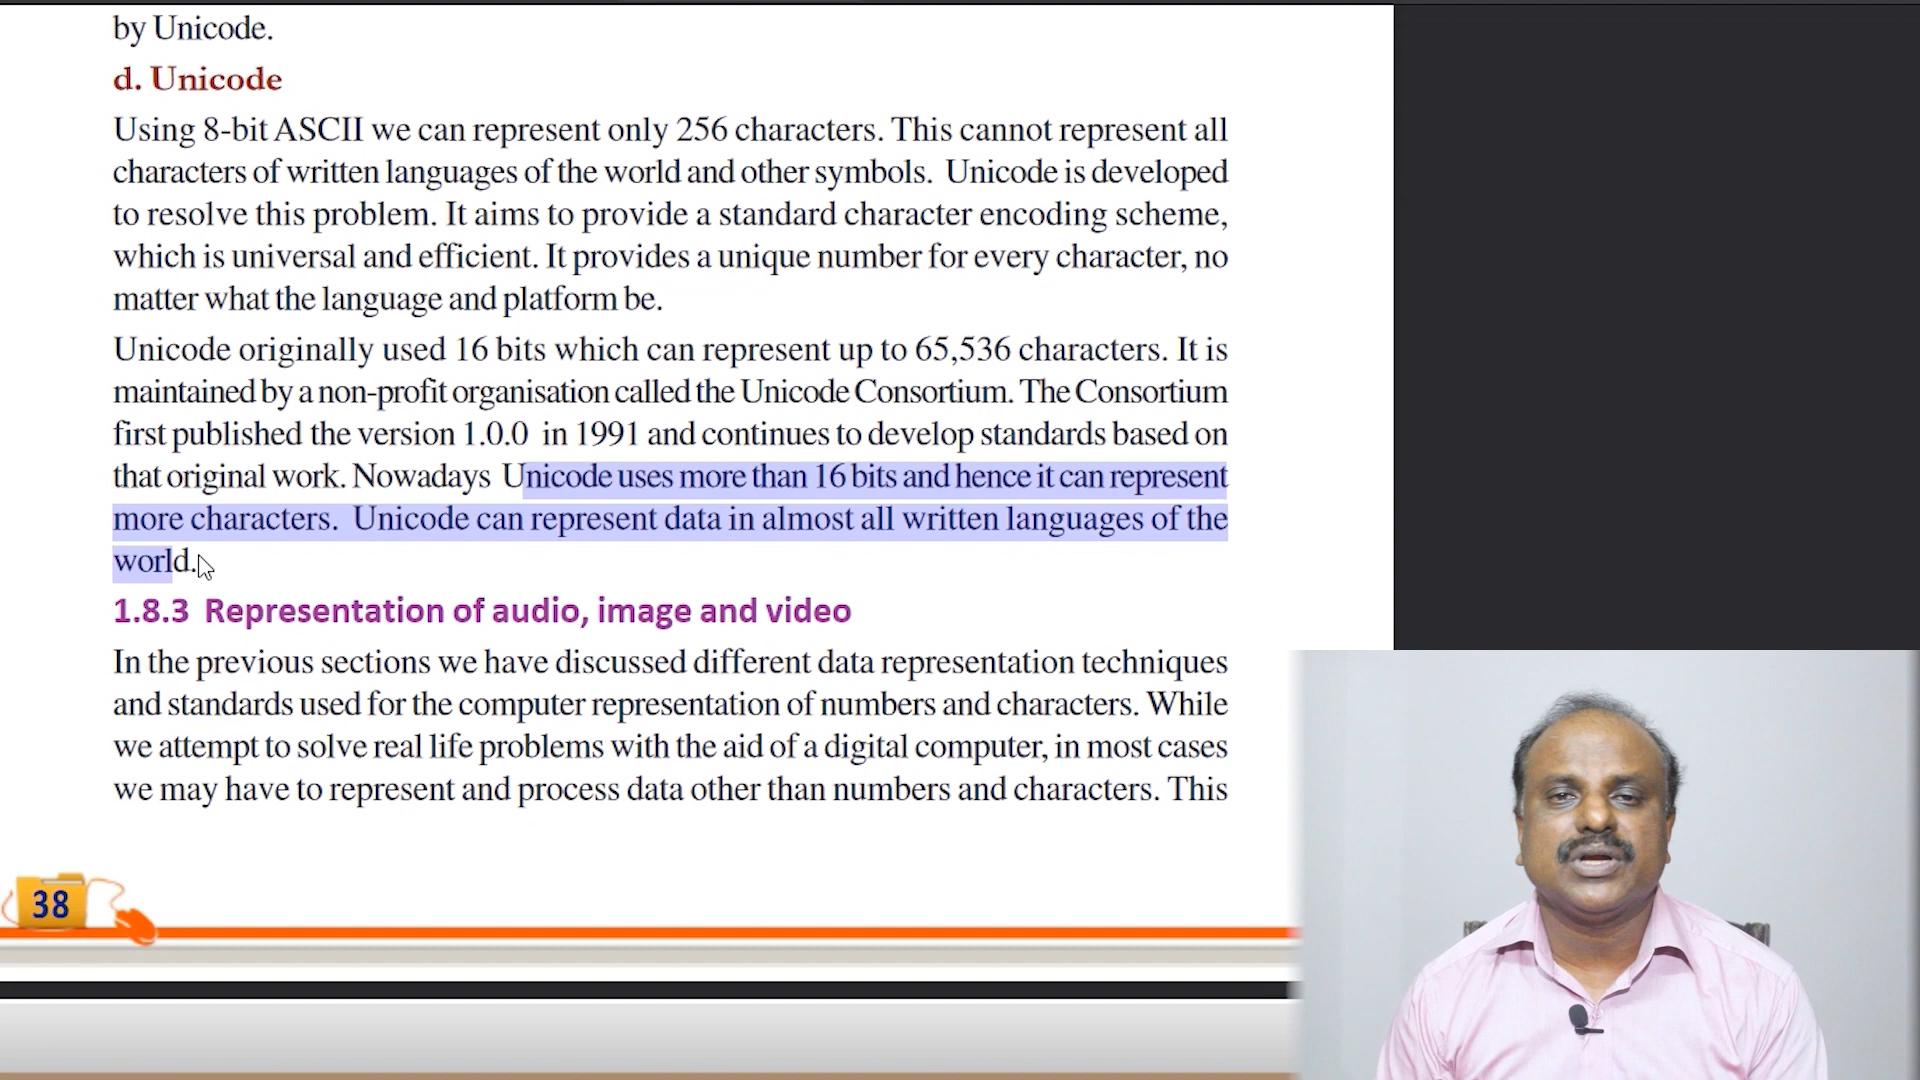 by Unicode.
d. Unicode
Using 8-bit ASCII we can represent only 256 characters. This cannot represent all
characters of written languages of the world and other symbols. Unicode is developed
to resolve this problem. It aims to provide a standard character encoding scheme,
which is universal and efficient. It provides a unique number for every character, no
matter what the language and platform be.
Unicode originally used 16 bits which can represent up to 65,536 characters. It is
maintained by a non-profit organisation called the Unicode Consortium. The Consortium
first published the version 1.0.0 in 1991 and continues to develop standards based on
that original work. Nowadays Unicode uses more than 16 bits and hence it can represent
more characters. Unicode can represent data in almost all written languages of the
world.
1.8.3 Representation of audio, image and video
In the previous sections we have discussed different data representation techniques
and standards used for the computer representation of numbers and characters. While
we attempt to solve real life problems with the aid of a digital computer, in most cases
we may have to represent and process data other than numbers and characters. This
38